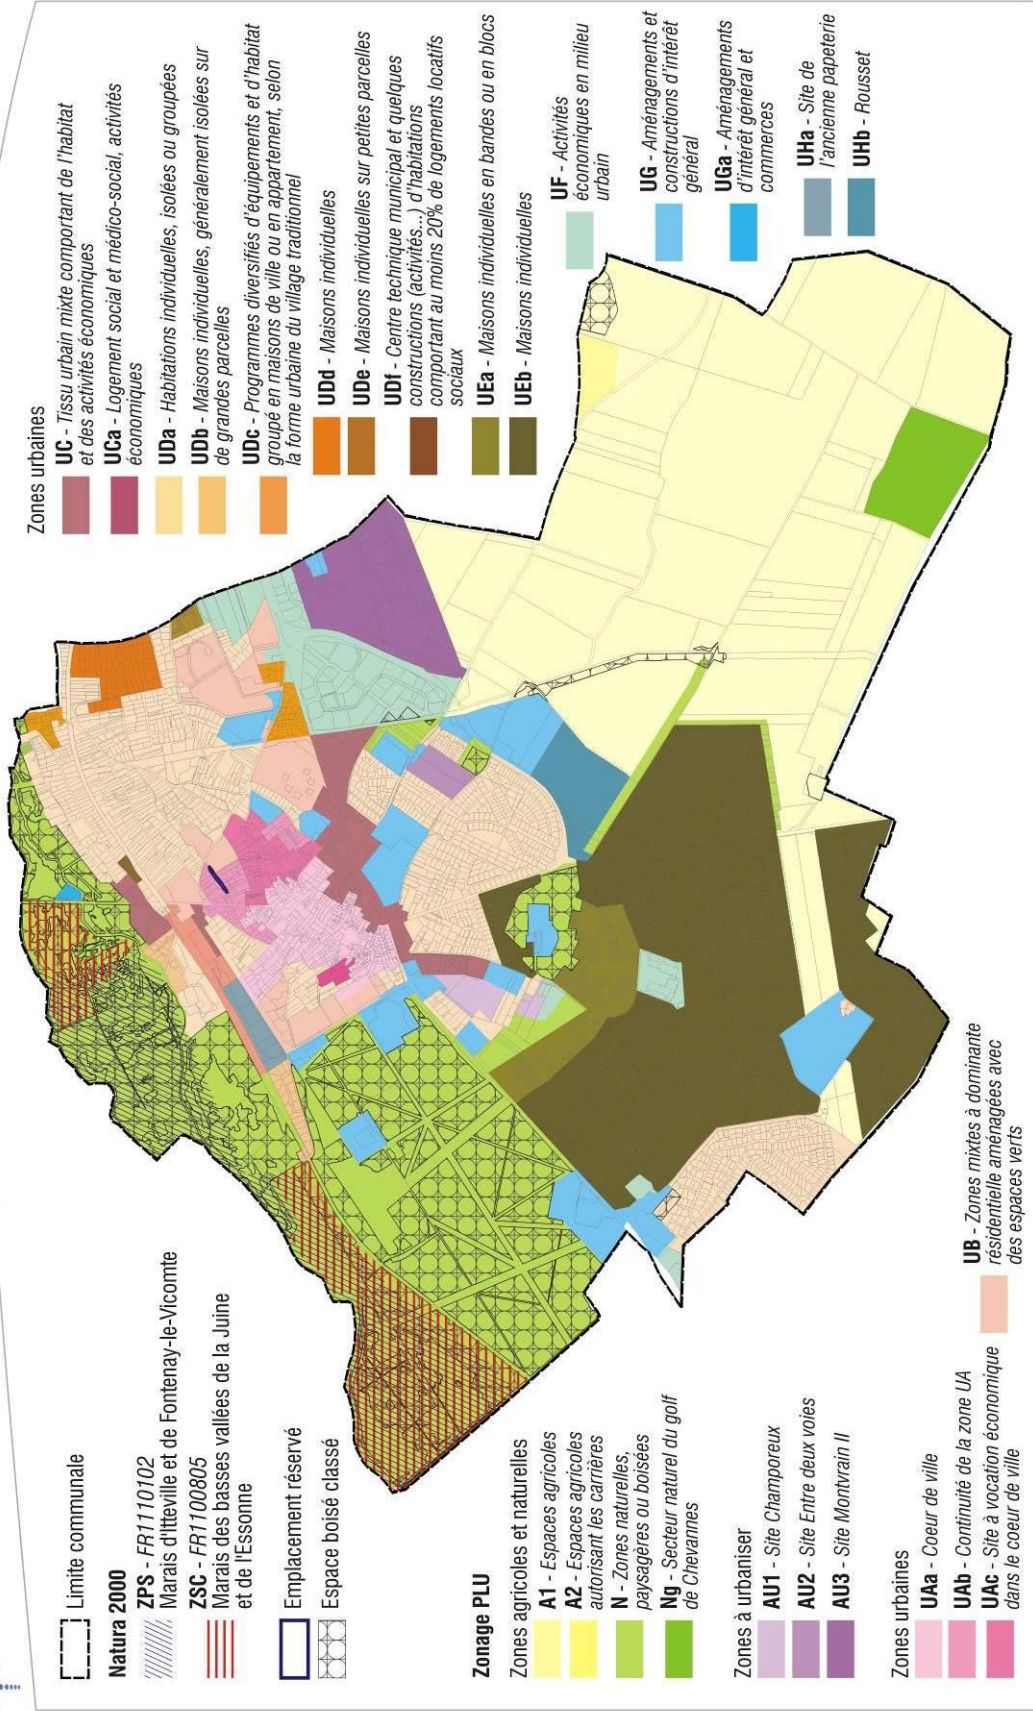 Limite communale
Natura 2000
ZPS - FR1110102
Marais d'Itteville et de Fontenay-le-Vicomte
ZSC - FR1100805
Marais des basses vallées de la Juine
et de l'Essonne
Emplacement réservé
Espace boisé classé
Zonage PLU
Zones agricoles et naturelles
A1 - Espaces agricoles
A2 - Espaces agricoles
autorisant les carrières
N - Zones naturelles,
paysagères ou boisées
Ng - Secteur naturel du golf
de Chevannes
Zones à urbaniser
AU1 - Site Champoreux
AU2 - Site Entre deux voies
AU3 - Site Montvrain II
Zones urbaines
UAa - Coeur de ville
UAb - Continuité de la zone UA
UAc - Site à vocation économique
dans le coeur de ville
UB - Zones mixtes à dominante
résidentielle aménagées avec
des espaces verts
Zones urbaines
UC - Tissu urbain mixte comportant de l'habitat
et des activités économiques
UCa - Logement social et médico-social, activités
économiques
UDa - Habitations individuelles, isolées ou groupées
UDb - Maisons individuelles, généralement isolées sur
de grandes parcelles
UDc - Programmes diversifiés d'équipements et d'habitat
groupé en maisons de ville ou en appartement, selon
la forme urbaine du village traditionnel
UDd - Maisons individuelles
UDe - Maisons individuelles sur petites parcelles
UDf - Centre technique municipal et quelques
constructions (activités...) d'habitations
comportant au moins 20% de logements locatifs
sociaux
UEa - Maisons individuelles en bandes ou en blocs
UEb - Maisons individuelles
UF - Activités
économiques en milieu
urbain
UG - Aménagements et
constructions d'intérêt
général
UGa - Aménagements
d'intérêt général et
commerces
UHa - Site de
l'ancienne papeterie
UHb - Rousset